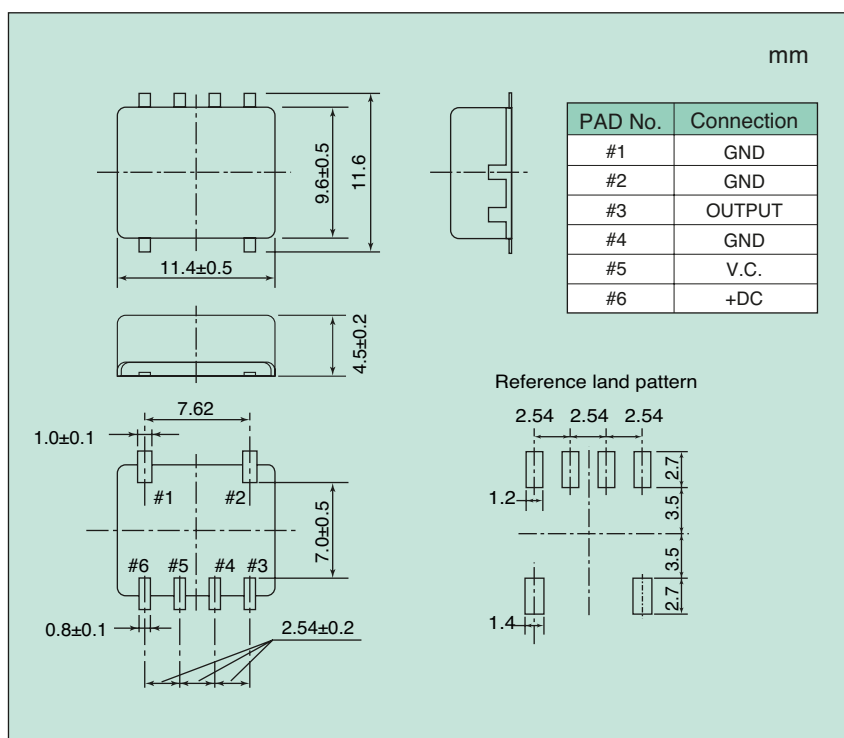 mm
9.6±0.5
11.6
11.4±0.5
PAD No. Connection
#1 GND
#2 GND
#3 OUTPUT
#4 GND
#5 V.C.
#6 +DC
4.5±0.2
7.62
1.0±0.1
#1 #2
7.0±0.5
#6 #5 #4 #3
0.8±0.1
2.54±0.2
Reference land pattern
2.54 2.54 2.54
2.7
1.2
3.5
3.5
2.7
1.4